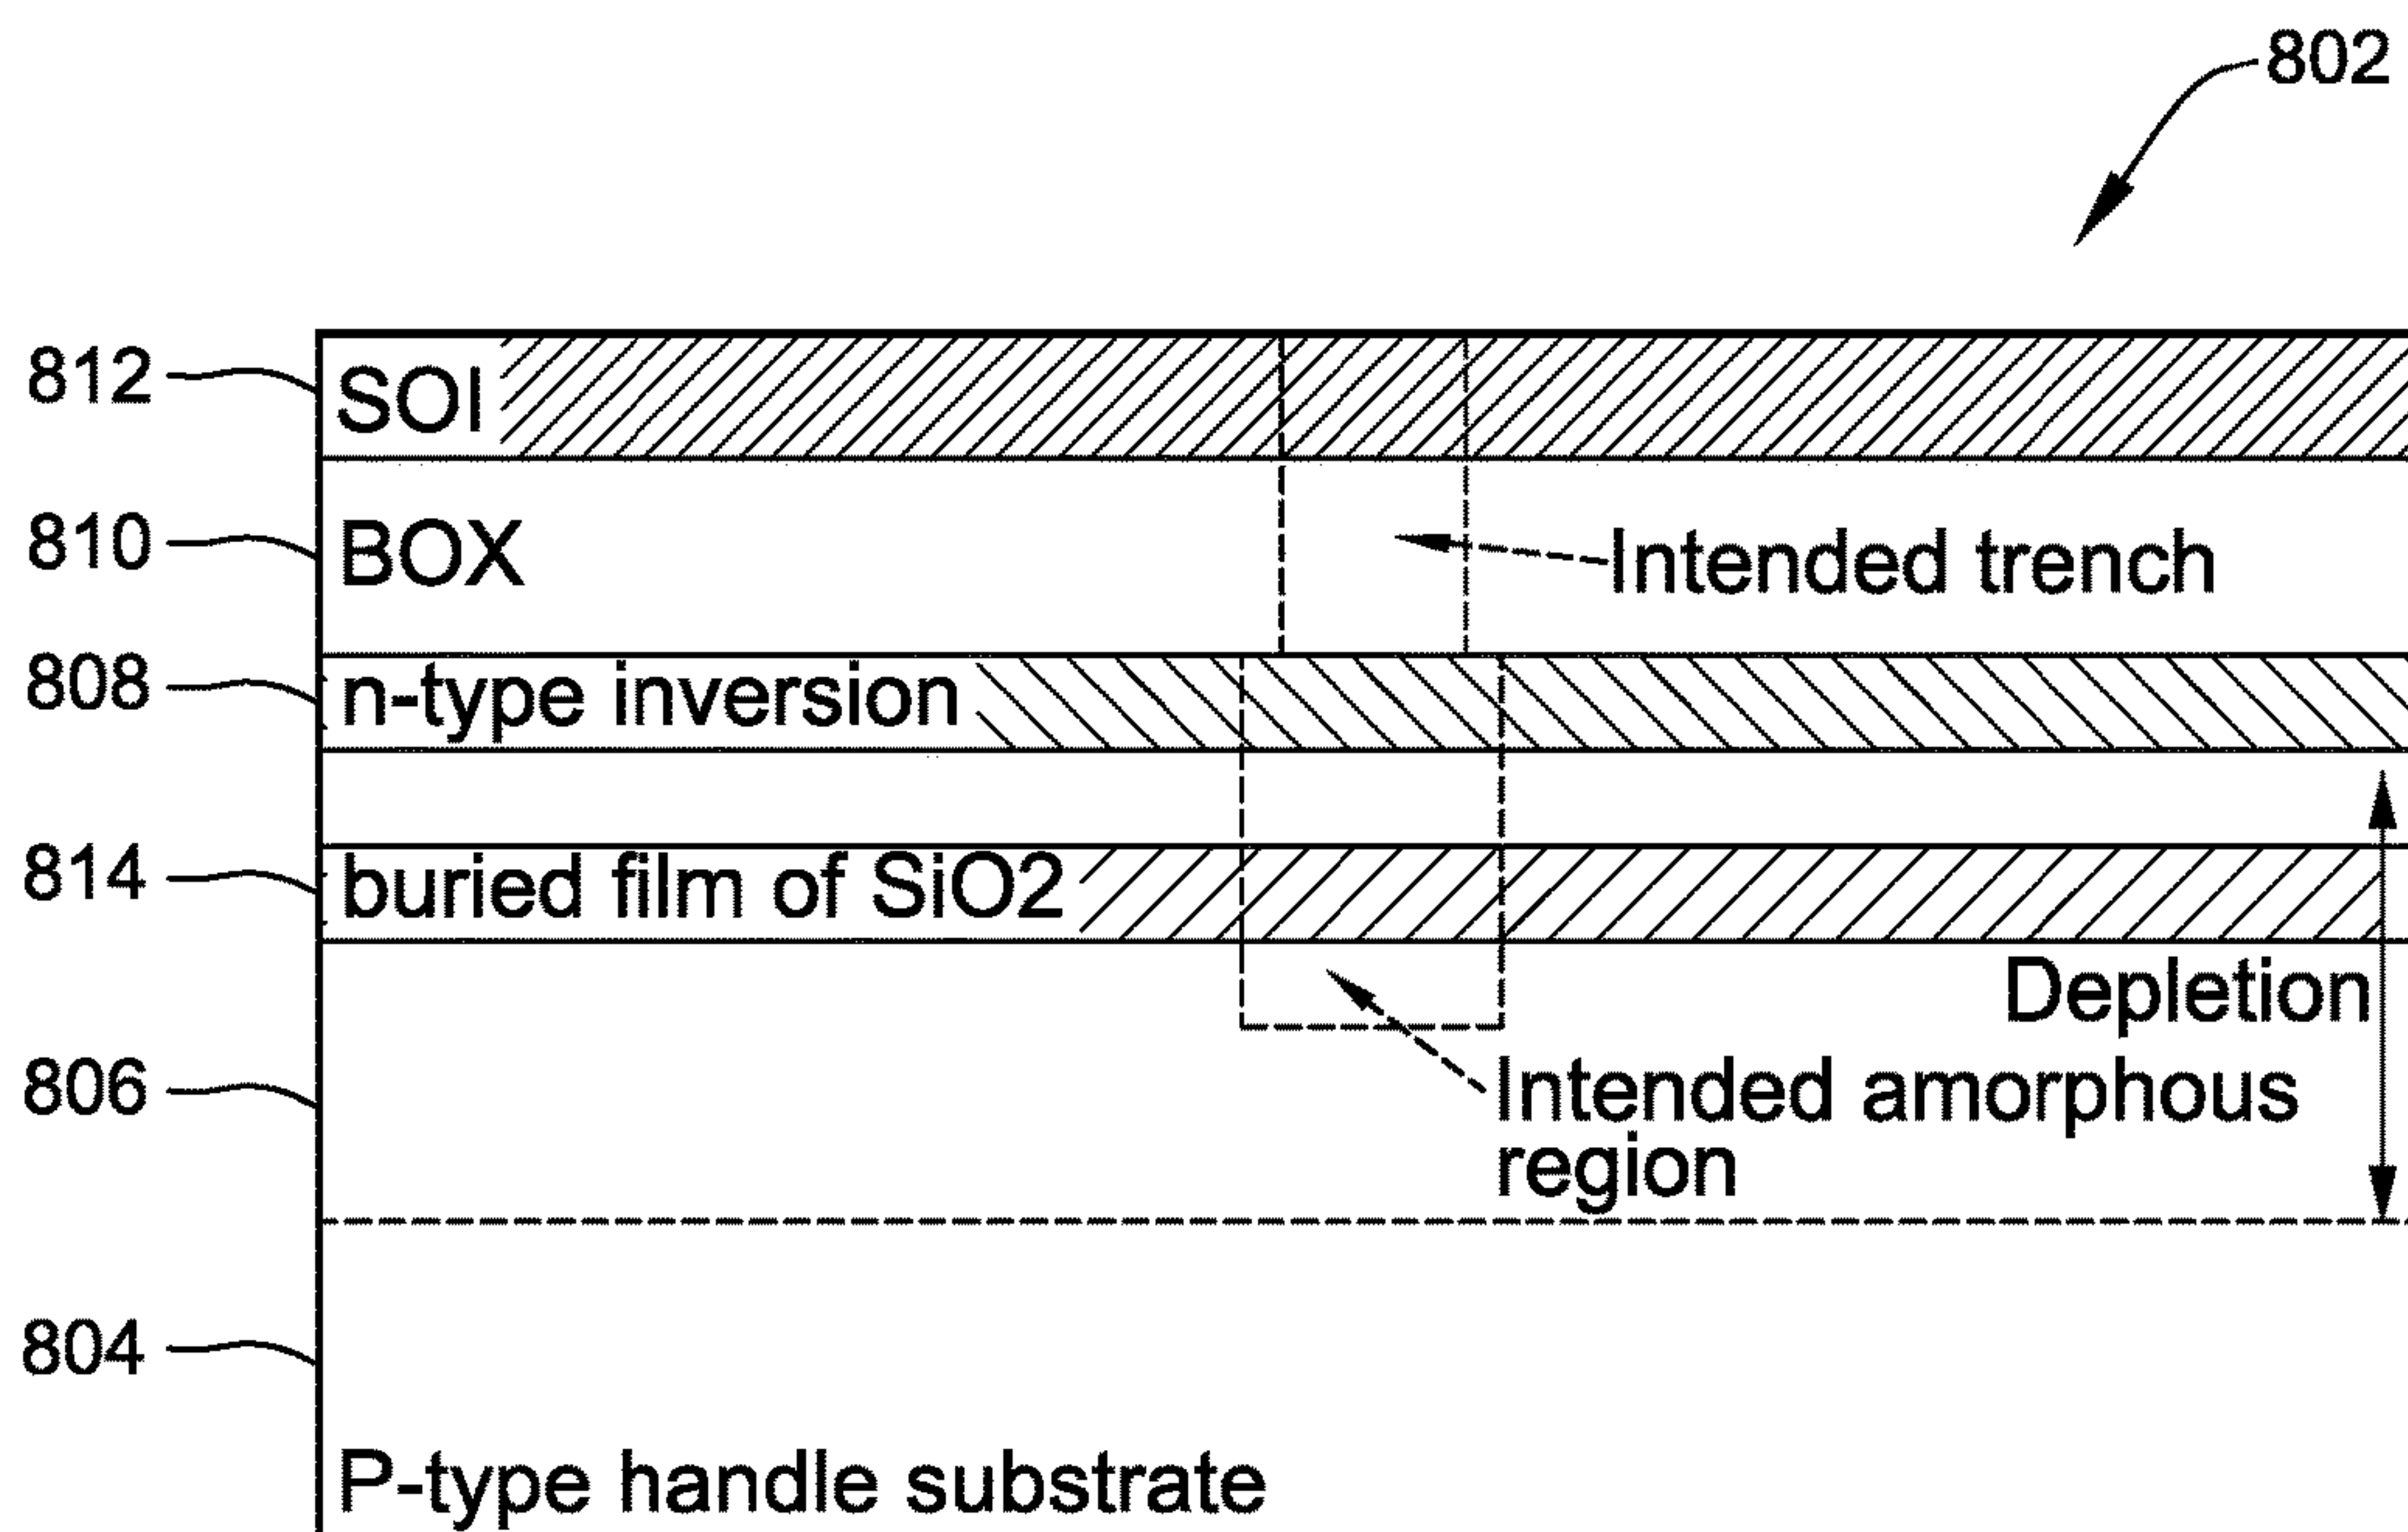 802
812
SOI
810
BOX
Intended trench
808
n-type inversion
814
buried film of SiO2
Depletion
806
Intended amorphous
region
804
P-type handle substrate